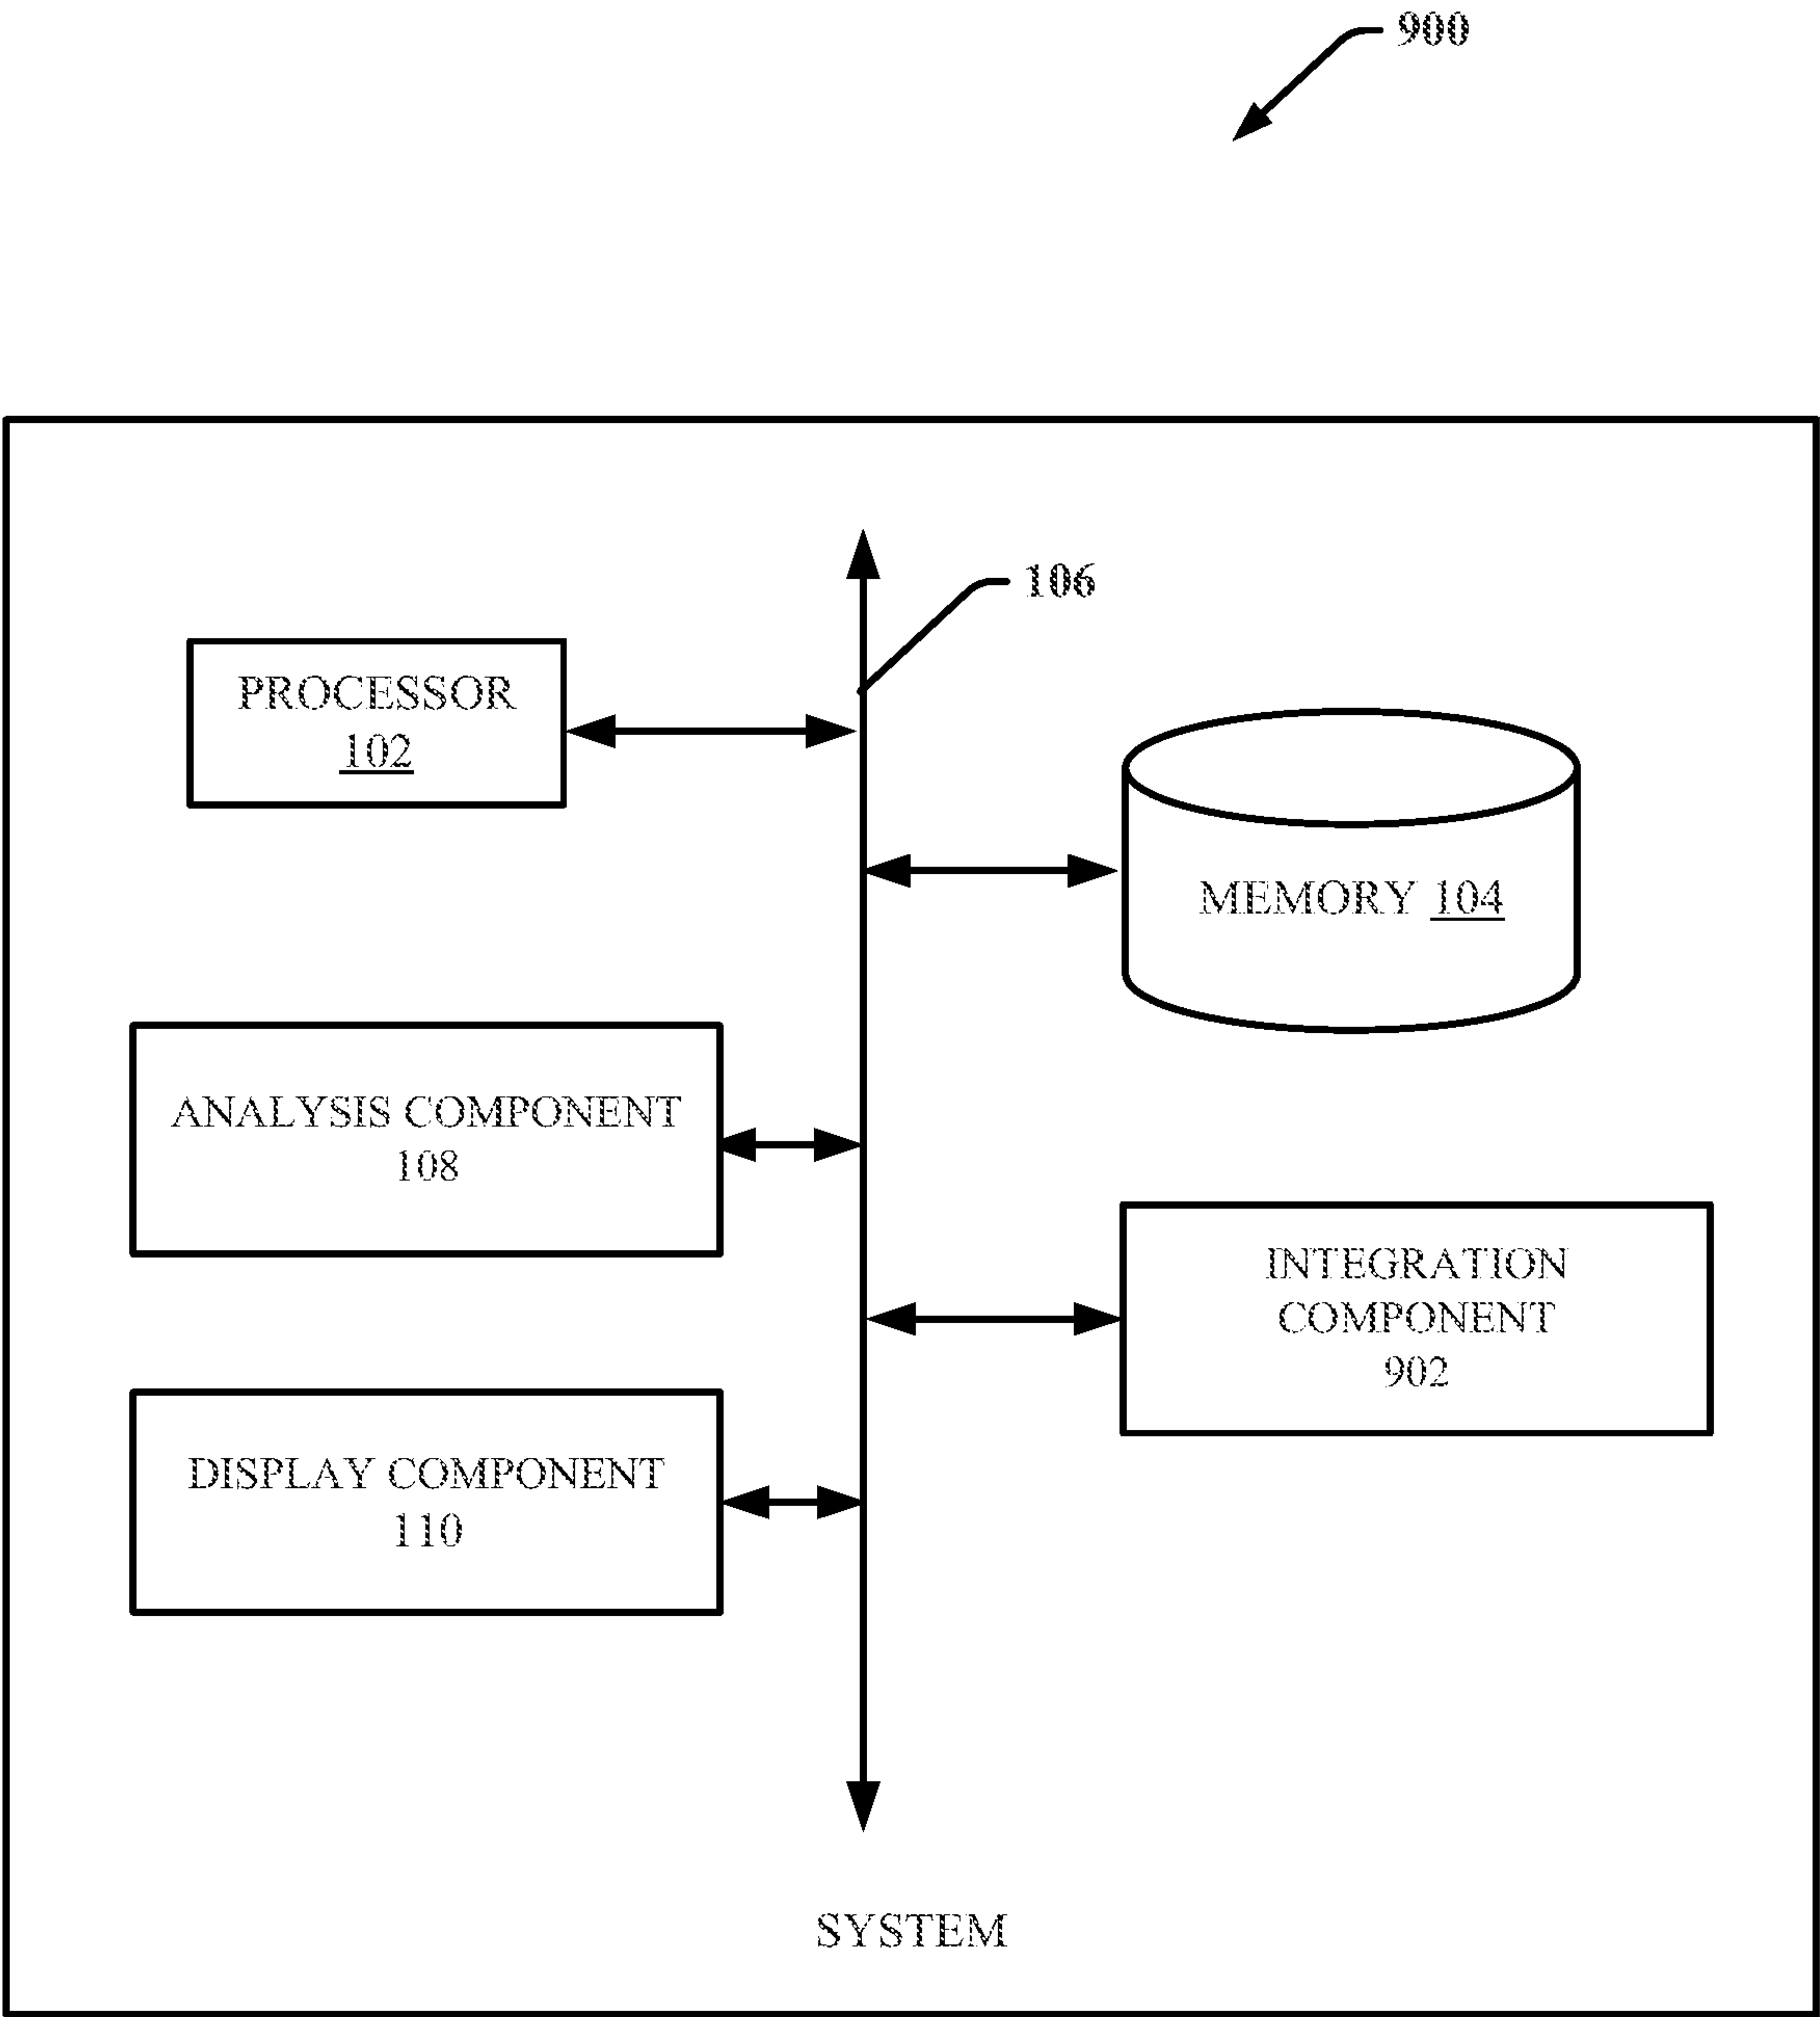 900
106
PROCESSOR
102
MEMORY 104
ANALYSIS COMPONENT
108
INTEGRATION
COMPONENT
902
DISPLAY COMPONENT
110
SYSTEM